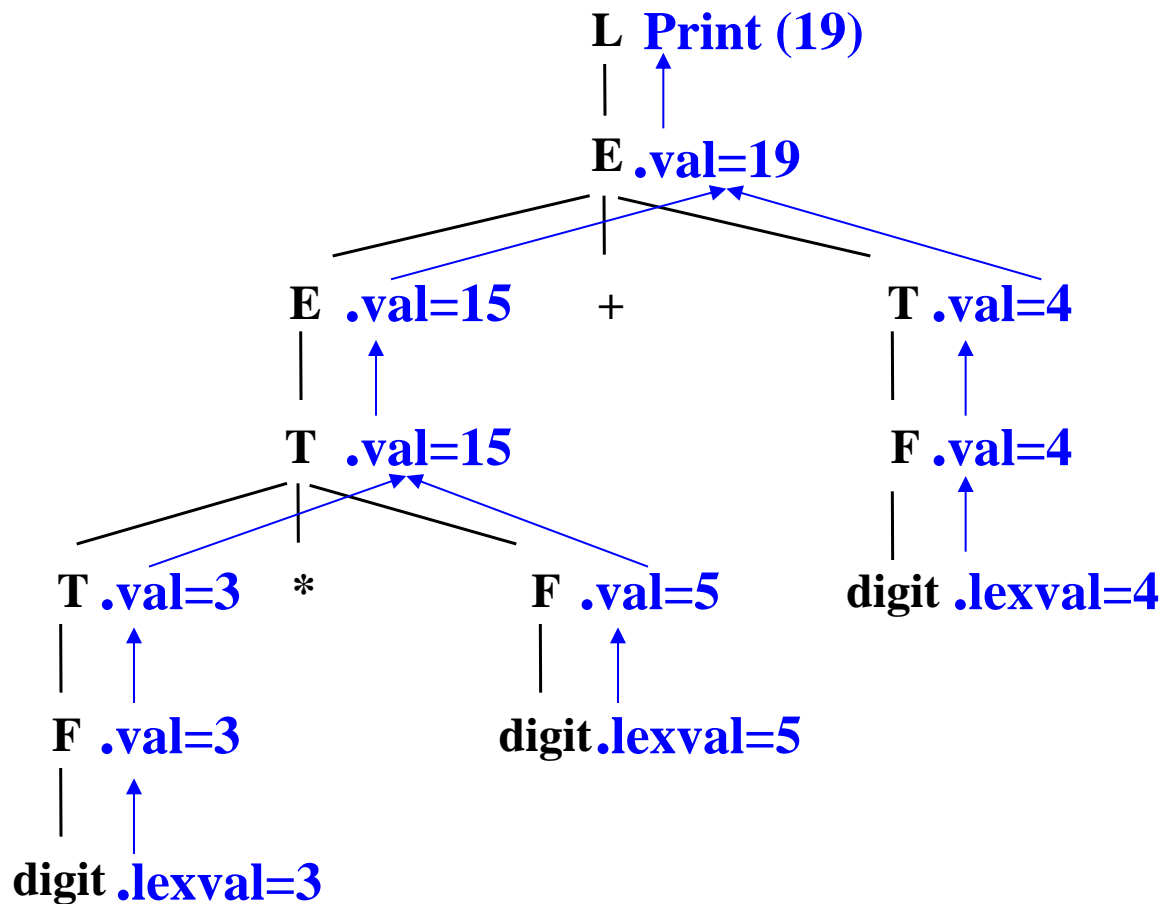 L Print (19)
E .val=19
E .val=15 + T .val=4
T .val=15 F .val=4
T .val=3 * F .val=5 digit .lexval=4
F .val=3 digit .lexval=5
digit .lexval=3